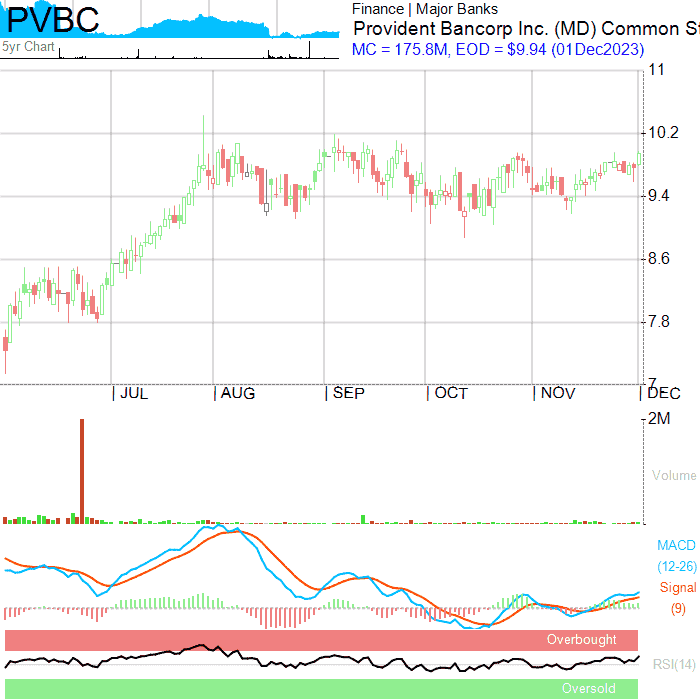 PVBC
5yr Chart
Finance | Major Banks
Provident Bancorp Inc. (MD) Common St
MC = 175.8M, EOD = $9.94 (01Dec2023)
11
10.2
9.4
8.6
7.8
7
JUL
AUG
SEP
OCT
NOV
DEC
2M
Volume
MACD
(12-26)
Signal
(9)
Overbought
RSI(14)
Oversold